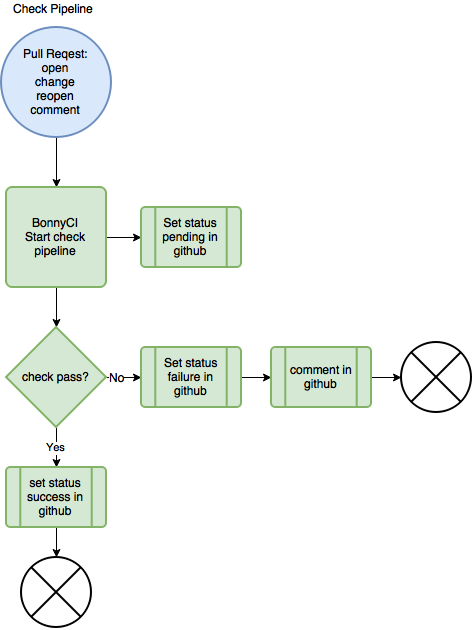 Check Pipeline
Pull Reqest:
open
change
reopen
comment
BonnyCI
Start check
pipeline
Set status
pending in
github
check pass?
No
Set status
failure in
github
comment in
github
Yes
set status
success in
github